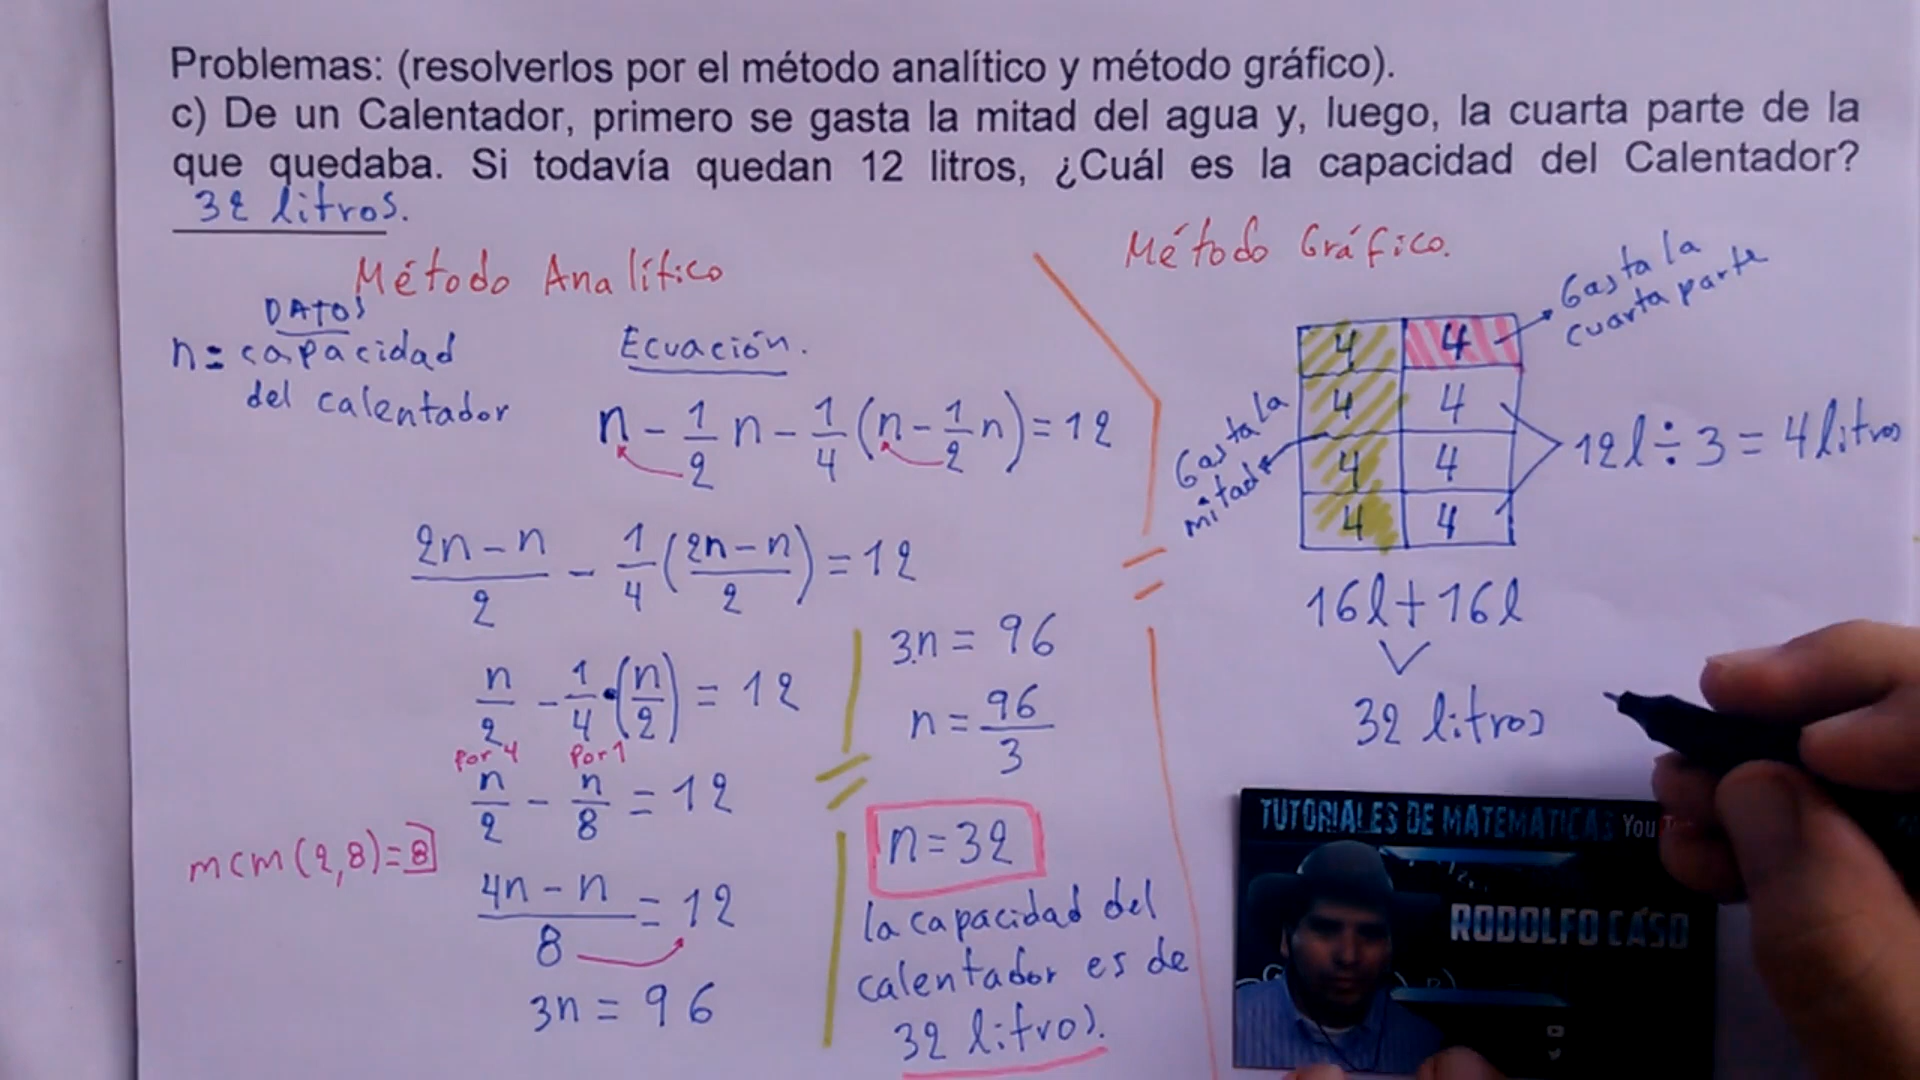 Problemas: (resolverlos por el método analítico y método gráfico).
c) De un Calentador, primero se gasta la mitad del agua y, luego, la cuarta parte de la
que quedaba. Si todavía quedan 12 litros, ¿Cuál es la capacidad del Calentador?
32 litros.
Método Analítico
DATOS
n = capacidad
del calentador
Ecuación.
n - 1/2 n - 1/4 (n - 1/2 n) = 12
2n - n / 2 - 1/4 (2n - n / 2) = 12
n/2 - 1/4 · (n/2) = 12
por 4 por 1
n/2 - n/8 = 12
mcm (2,8) = 8
4n - n / 8 = 12
3n = 96
3n = 96
n = 96/3
n = 32
la capacidad del
calentador es de
32 litros.
Método Gráfico.
Gasta la
cuarta parte
Gasta la
mitad
4 4
4 4
4 4
4 4
12l ÷ 3 = 4 litros
16l + 16l
32 litros
TUTORIALES DE MATEMATICAS You
RODOLFO CASO